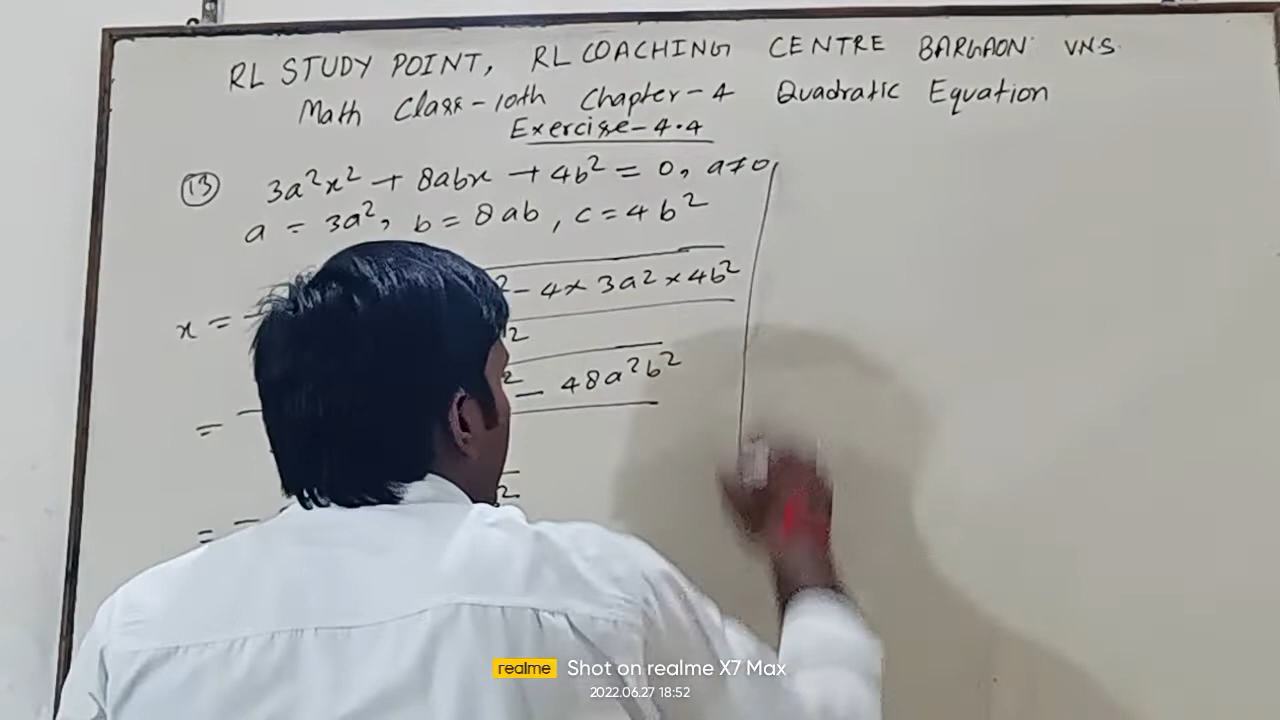 RL STUDY POINT, RL COACHING CENTRE BARGAON VNS
Math Class-10th Chapter-4 Quadratic Equation
Exercise-4.4
(13) 3a²x² + 8abx + 4b² = 0, a≠0
a = 3a², b = 8ab, c = 4b²
x = ² - 4 × 3a² × 4b²
2
= ² - 48a²b²
= - ²
realme Shot on realme X7 Max
2022.06.27 18:52